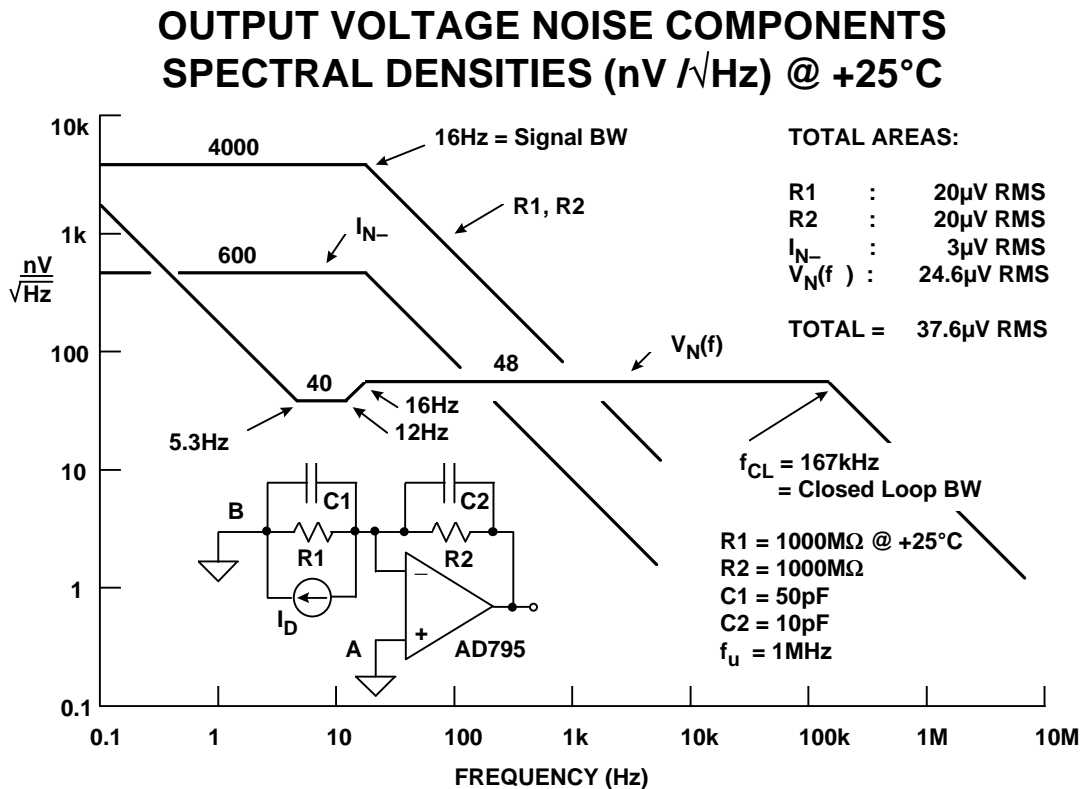 OUTPUT VOLTAGE NOISE COMPONENTS
SPECTRAL DENSITIES (nV /√Hz) @ +25°C
10k
1k
nV
√Hz
100
10
1
0.1
4000
16Hz = Signal BW
R1, R2
I_N–
600
TOTAL AREAS:
R1 : 20µV RMS
R2 : 20µV RMS
I_N– : 3µV RMS
V_N(f ) : 24.6µV RMS
TOTAL = 37.6µV RMS
V_N(f)
48
40
16Hz
12Hz
5.3Hz
f_CL = 167kHz
= Closed Loop BW
C1
C2
B
R1
R2
I_D
–
+
A
AD795
R1 = 1000MΩ @ +25°C
R2 = 1000MΩ
C1 = 50pF
C2 = 10pF
f_u = 1MHz
0.1 1 10 100 1k 10k 100k 1M 10M
FREQUENCY (Hz)